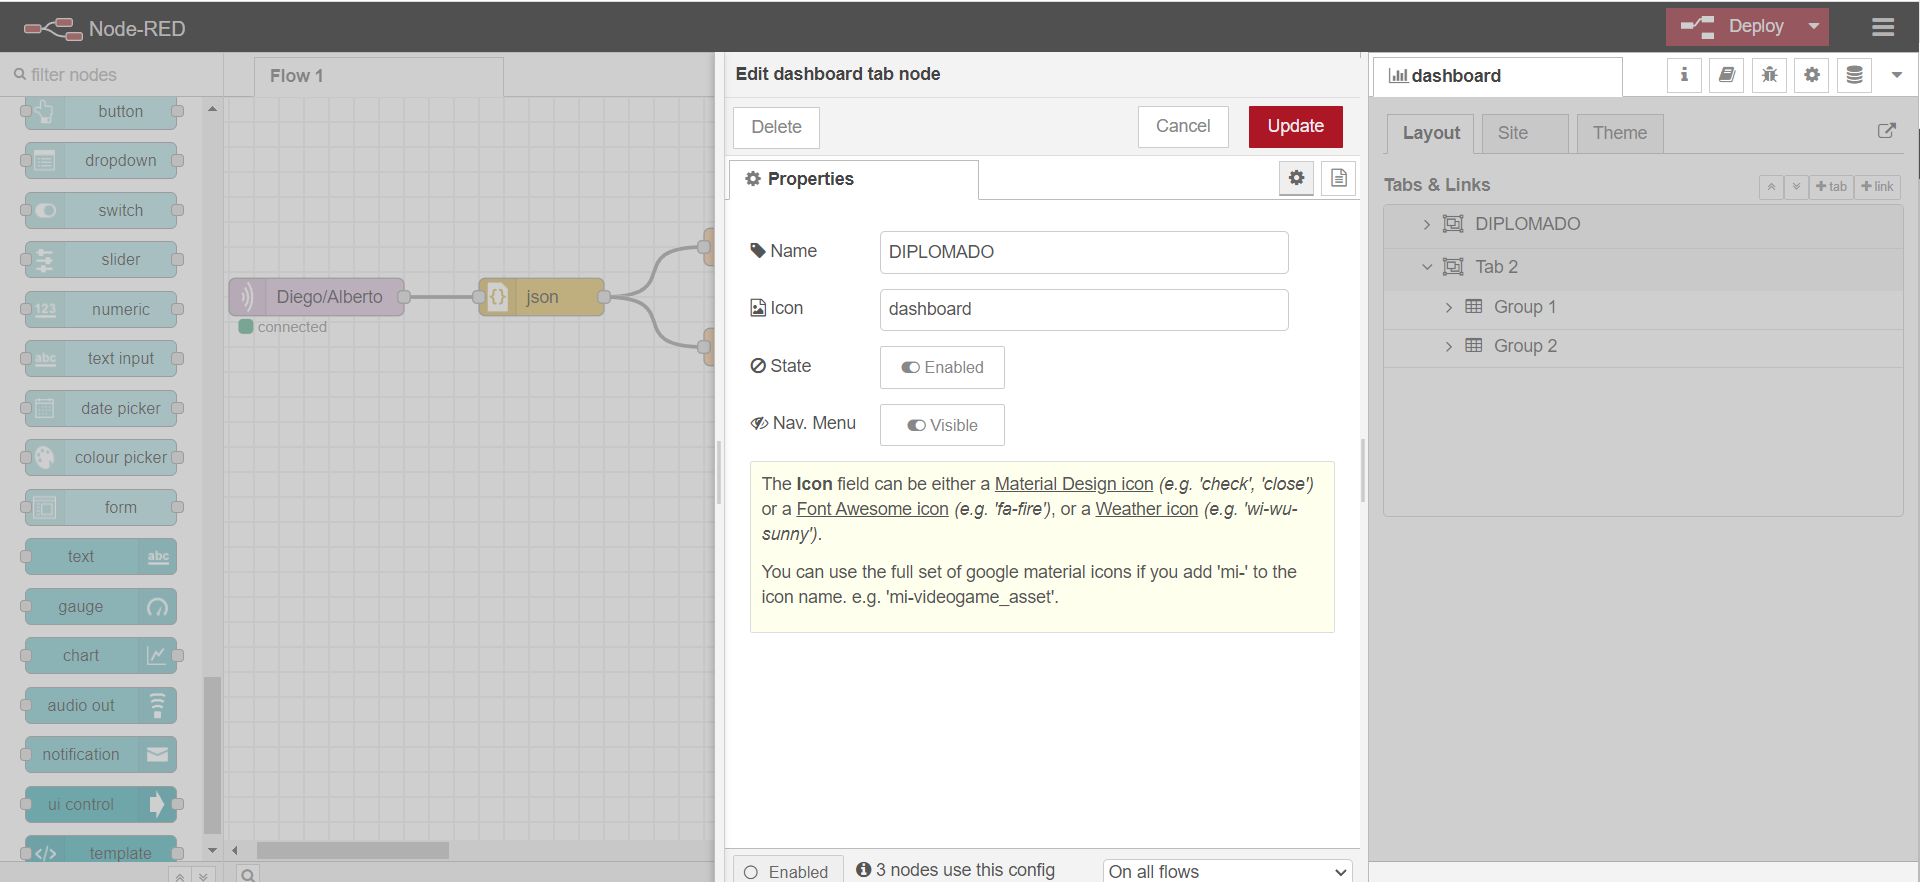 Node-RED
Deploy
filter nodes
button
dropdown
switch
slider
123
numeric
abc
text input
date picker
colour picker
form
text
abc
gauge
chart
audio out
notification
ui control
template
Flow 1
Diego/Alberto
connected
{}
json
Edit dashboard tab node
Delete
Cancel
Update
Properties
Name
DIPLOMADO
Icon
dashboard
State
Enabled
Nav. Menu
Visible
The Icon field can be either a Material Design icon (e.g. 'check', 'close')
or a Font Awesome icon (e.g. 'fa-fire'), or a Weather icon (e.g. 'wi-wu-
sunny').
You can use the full set of google material icons if you add 'mi-' to the
icon name. e.g. 'mi-videogame_asset'.
Enabled
3 nodes use this config
On all flows
dashboard
Layout
Site
Theme
Tabs & Links
+ tab
+ link
DIPLOMADO
Tab 2
Group 1
Group 2